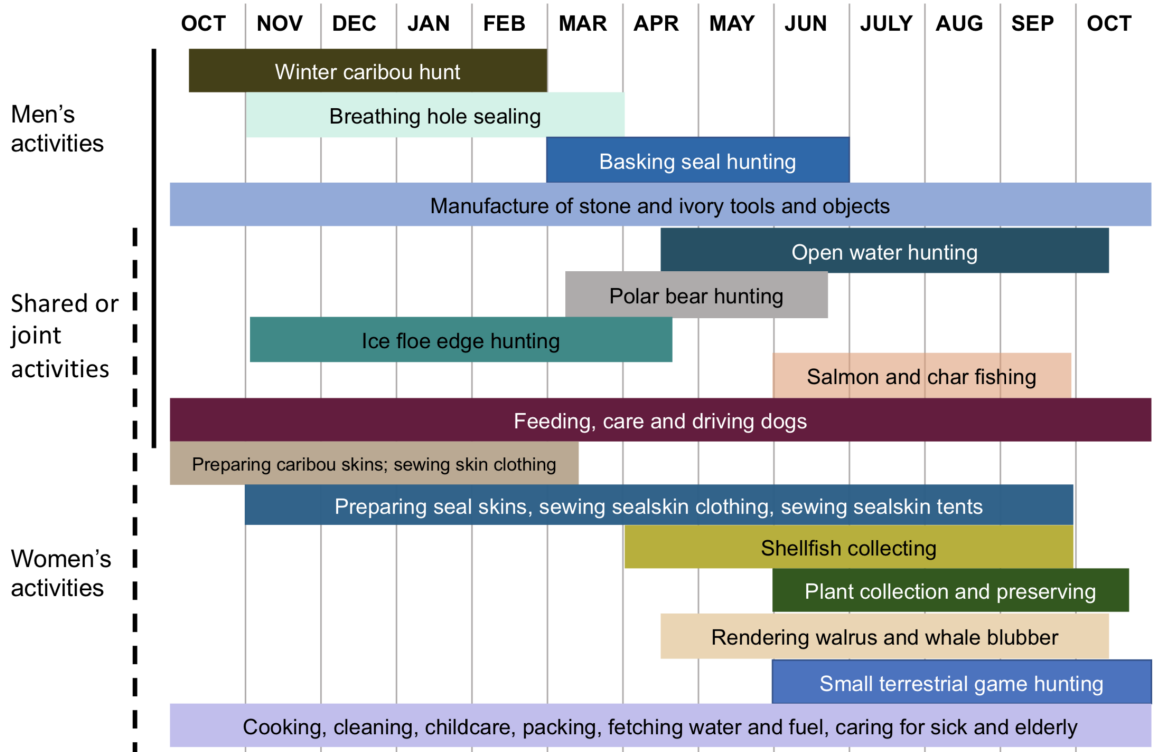 OCT NOV DEC JAN FEB MAR APR MAY JUN JULY AUG SEP OCT
Men's
activities
Winter caribou hunt
Breathing hole sealing
Basking seal hunting
Manufacture of stone and ivory tools and objects
Shared or
joint
activities
Open water hunting
Polar bear hunting
Ice floe edge hunting
Salmon and char fishing
Feeding, care and driving dogs
Women's
activities
Preparing caribou skins; sewing skin clothing
Preparing seal skins, sewing sealskin clothing, sewing sealskin tents
Shellfish collecting
Plant collection and preserving
Rendering walrus and whale blubber
Small terrestrial game hunting
Cooking, cleaning, childcare, packing, fetching water and fuel, caring for sick and elderly